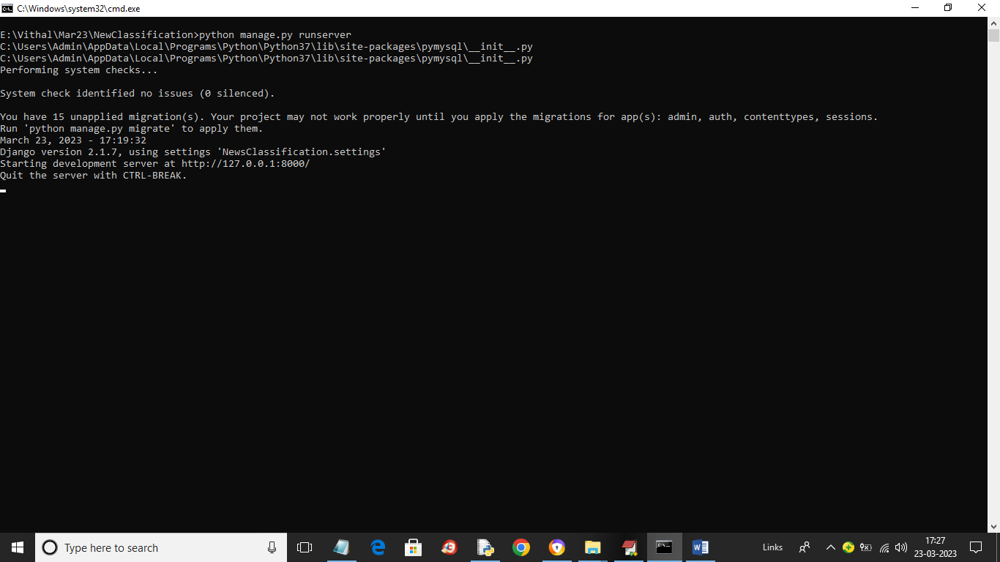 C:\Windows\system32\cmd.exe
E:\Vithal\Mar23\NewClassification>python manage.py runserver
C:\Users\Admin\AppData\Local\Programs\Python\Python37\lib\site-packages\pymysql\__init__.py
C:\Users\Admin\AppData\Local\Programs\Python\Python37\lib\site-packages\pymysql\__init__.py
Performing system checks...
System check identified no issues (0 silenced).
You have 15 unapplied migration(s). Your project may not work properly until you apply the migrations for app(s): admin, auth, contenttypes, sessions.
Run 'python manage.py migrate' to apply them.
March 23, 2023 - 17:19:32
Django version 2.1.7, using settings 'NewsClassification.settings'
Starting development server at http://127.0.0.1:8000/
Quit the server with CTRL-BREAK.
Type here to search
Links
17:27
23-03-2023